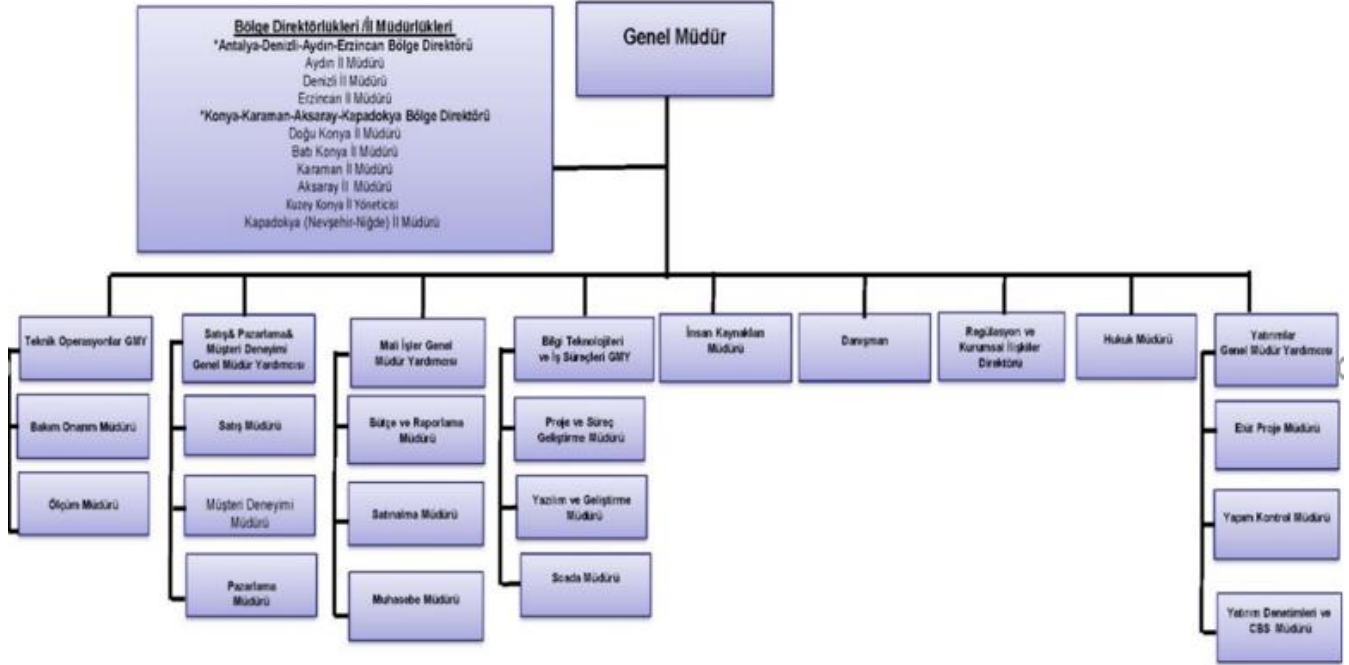 Bölge Direktörlükleri /İl Müdürlükleri
*Antalya-Denizli-Aydın-Erzincan Bölge Direktörü
Aydın İl Müdürü
Denizli İl Müdürü
Erzincan İl Müdürü
*Konya-Karaman-Aksaray-Kapadokya Bölge Direktörü
Doğu Konya İl Müdürü
Batı Konya İl Müdürü
Karaman İl Müdürü
Aksaray İl Müdürü
Kuzey Konya İl Yöneticisi
Kapadokya (Nevşehir-Niğde) İl Müdürü
Genel Müdür
Teknik Operasyonlar GMY
Bakım Onarım Müdürü
Ölçüm Müdürü
Satış& Pazarlama&
Müşteri Deneyimi
Genel Müdür Yardımcısı
Satış Müdürü
Müşteri Deneyimi
Müdürü
Pazarlama
Müdürü
Mali İşler Genel
Müdür Yardımcısı
Bütçe ve Raporlama
Müdürü
Satınalma Müdürü
Muhasebe Müdürü
Bilgi Teknolojileri
ve İş Süreçleri GMY
Proje ve Süreç
Geliştirme Müdürü
Yazılım ve Geliştirme
Müdürü
Scada Müdürü
İnsan Kaynakları
Müdürü
Danışman
Regülasyon ve
Kurumsal İlişkiler
Direktörü
Hukuk Müdürü
Yatırımlar
Genel Müdür Yardımcısı
Etüt Proje Müdürü
Yapım Kontrol Müdürü
Yatırım Denetimleri ve
CBS Müdürü